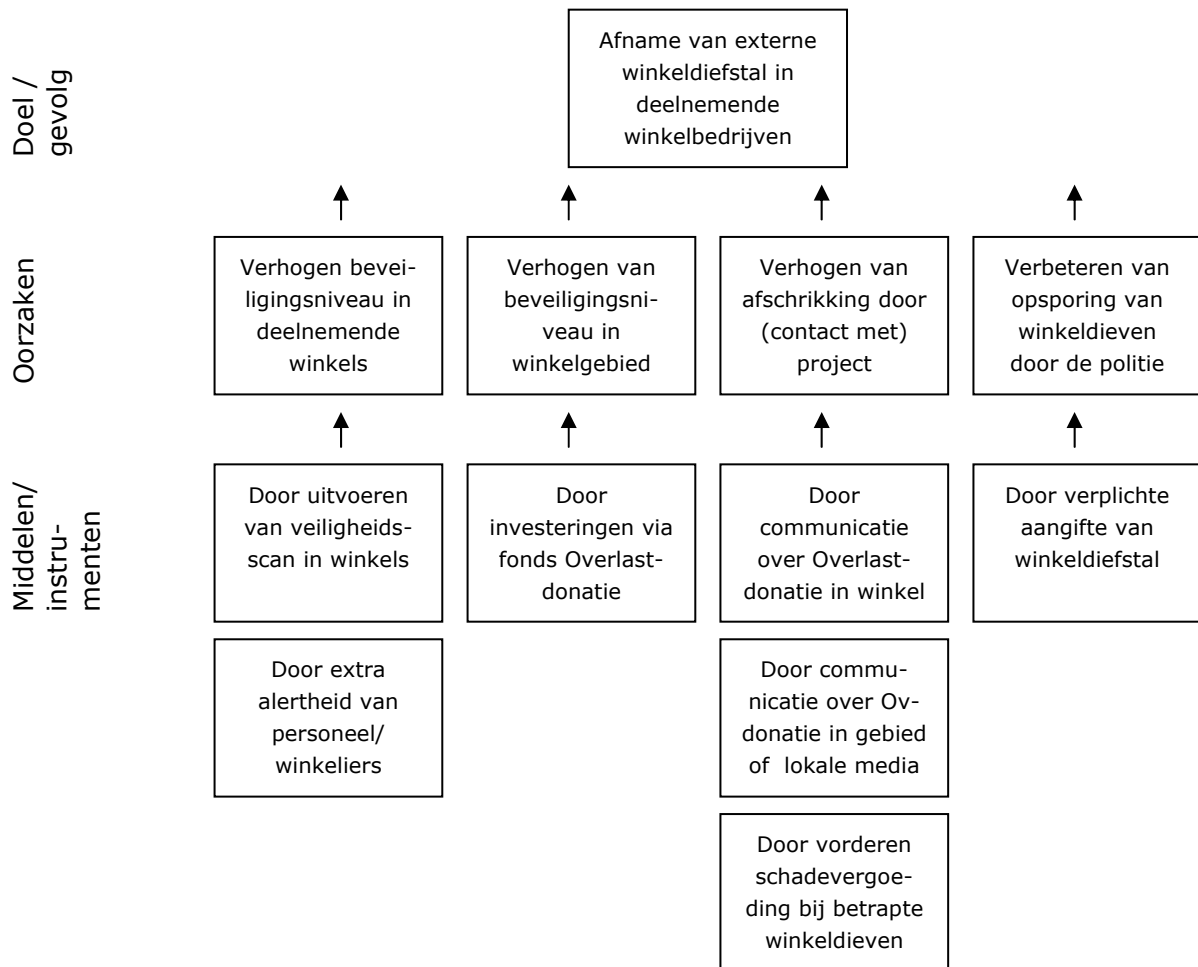 Doel /
gevolg
Afname van externe
winkeldiefstal in
deelnemende
winkelbedrijven
Oorzaken
Verhogen bevei-
ligingsniveau in
deelnemende
winkels
Verhogen van
beveiligingsni-
veau in
winkelgebied
Verhogen van
afschrikking door
(contact met)
project
Verbeteren van
opsporing van
winkeldieven
door de politie
Middelen/
instru-
menten
Door uitvoeren
van veiligheids-
scan in winkels
Door
investeringen via
fonds Overlast-
donatie
Door
communicatie
over Overlast-
donatie in winkel
Door verplichte
aangifte van
winkeldiefstal
Door extra
alertheid van
personeel/
winkeliers
Door commu-
nicatie over Ov-
donatie in gebied
of lokale media
Door vorderen
schadevergoe-
ding bij betrapte
winkeldieven